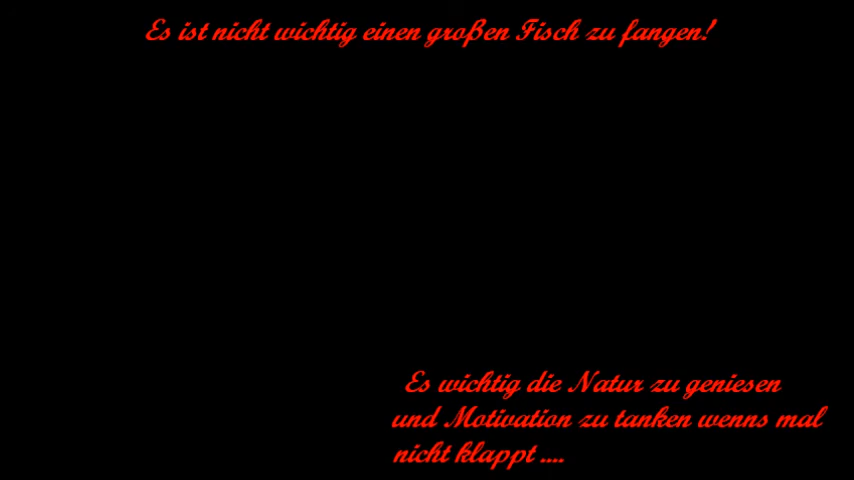 Es ist nicht wichtig einen großen Fisch zu fangen!
Es wichtig die Natur zu geniesen
und Motivation zu tanken wenns mal
nicht klappt ....